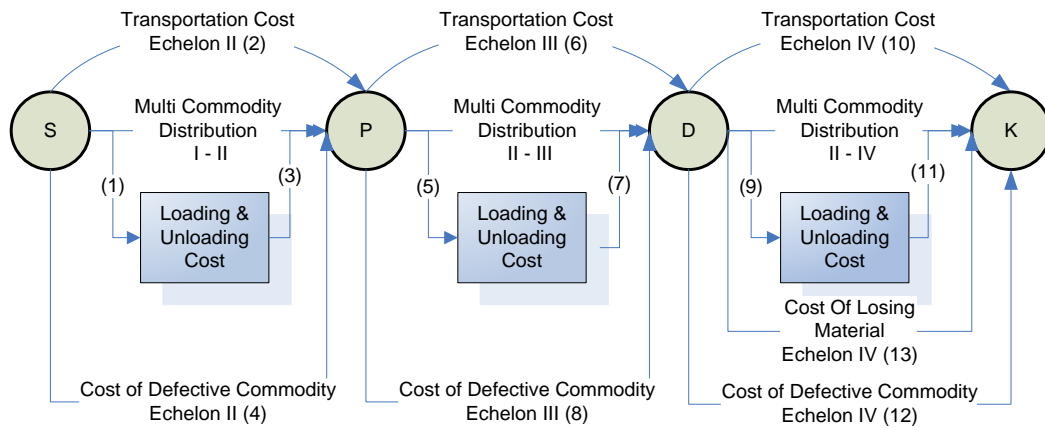 Transportation Cost
Echelon II (2)
Transportation Cost
Echelon III (6)
Transportation Cost
Echelon IV (10)
S
Multi Commodity
Distribution
I - II
P
Multi Commodity
Distribution
II - III
D
Multi Commodity
Distribution
II - IV
K
(1)
(3)
(5)
(7)
(9)
(11)
Loading &
Unloading
Cost
Loading &
Unloading
Cost
Loading &
Unloading
Cost
Cost Of Losing
Material
Echelon IV (13)
Cost of Defective Commodity
Echelon II (4)
Cost of Defective Commodity
Echelon III (8)
Cost of Defective Commodity
Echelon IV (12)